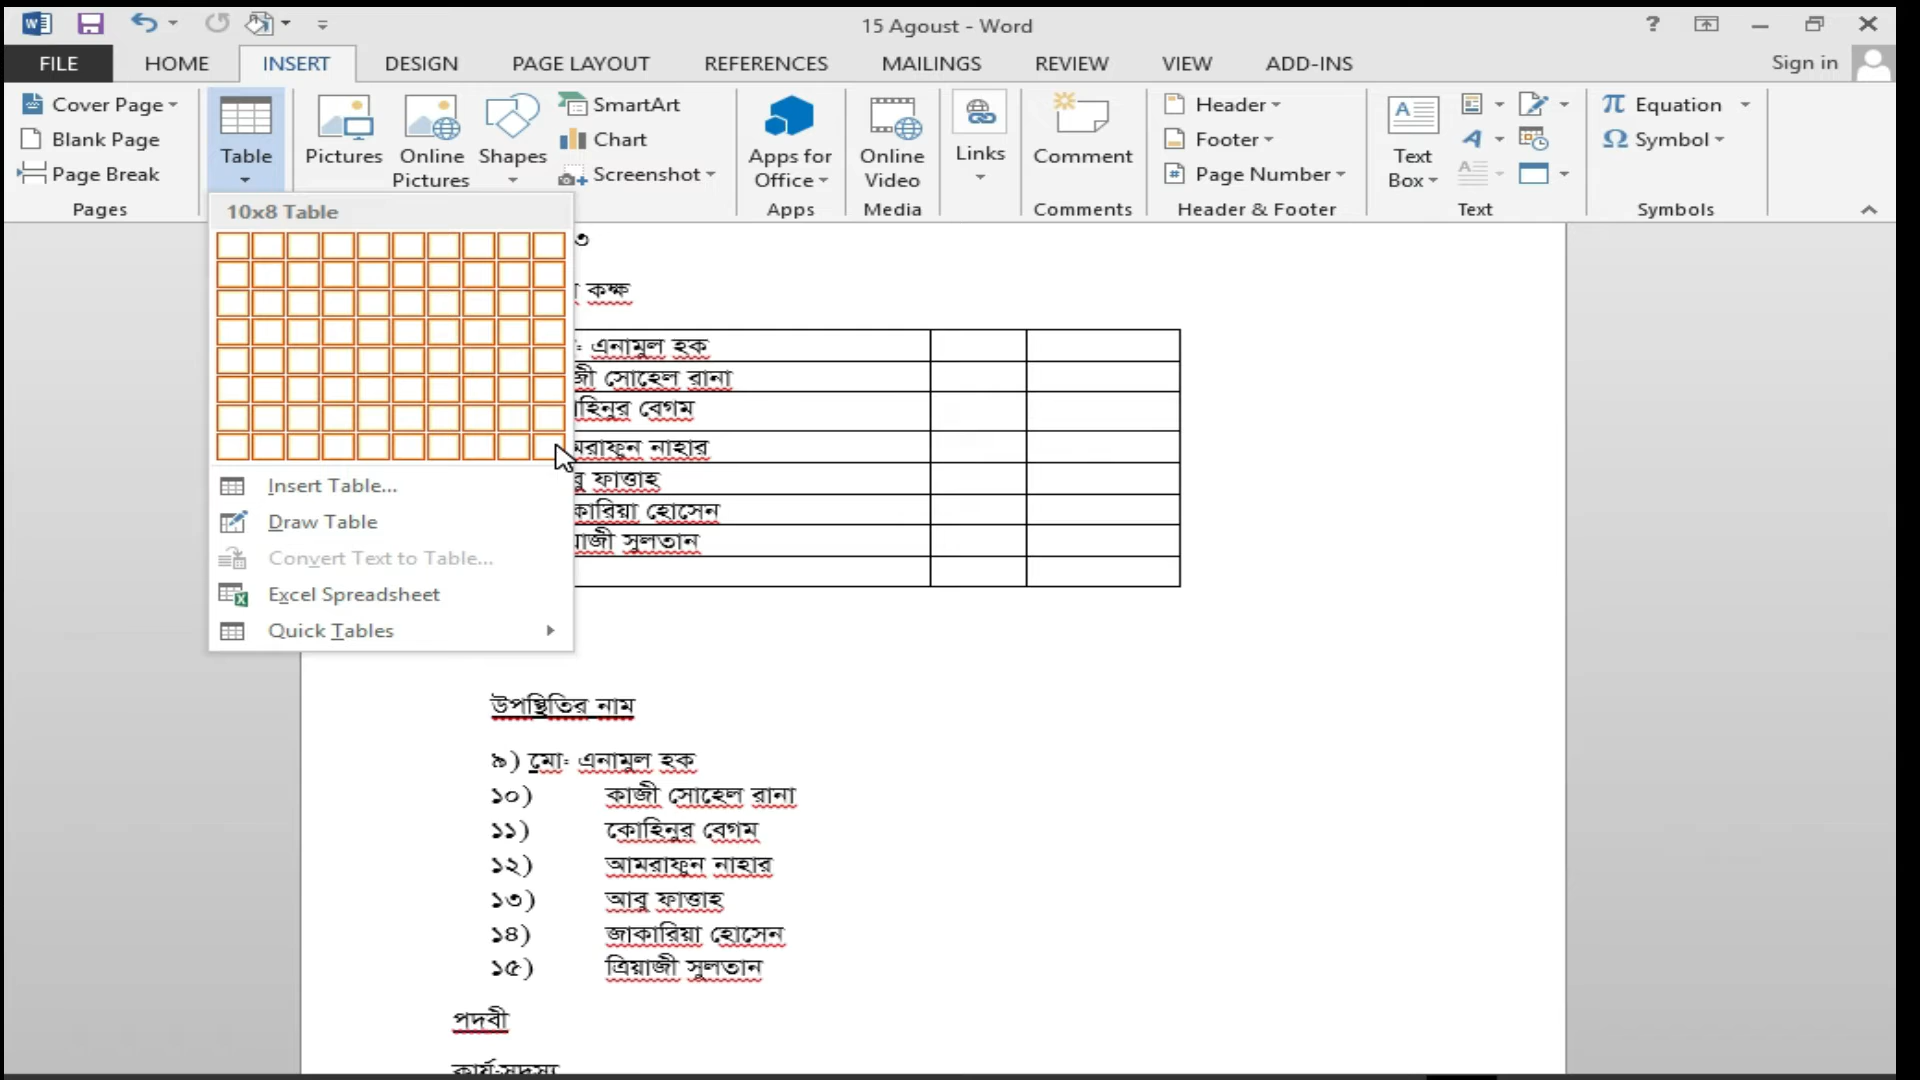 15 Agoust - Word
FILE HOME INSERT DESIGN PAGE LAYOUT REFERENCES MAILINGS REVIEW VIEW ADD-INS Sign in
Cover Page
Blank Page
Page Break
Pages
Table
Pictures
Online Pictures
Shapes
SmartArt
Chart
Screenshot
Apps for Office
Apps
Online Video
Media
Links
Comment
Comments
Header
Footer
Page Number
Header & Footer
Text Box
Text
Equation
Symbol
Symbols
10x8 Table
Insert Table...
Draw Table
Convert Text to Table...
Excel Spreadsheet
Quick Tables
৩
কক্ষ
এনামুল হক
সোহেল রানা
বেগম
নাহার
ফাত্তাহ
হোসেন
সুলতান
উপস্থিতির নাম
৯) মোঃ এনামুল হক
১০) কাজী সোহেল রানা
১১) কোহিনুর বেগম
১২) আমরাফুন নাহার
১৩) আবু ফাত্তাহ
১৪) জাকারিয়া হোসেন
১৫) ত্রিয়াজী সুলতান
পদবী